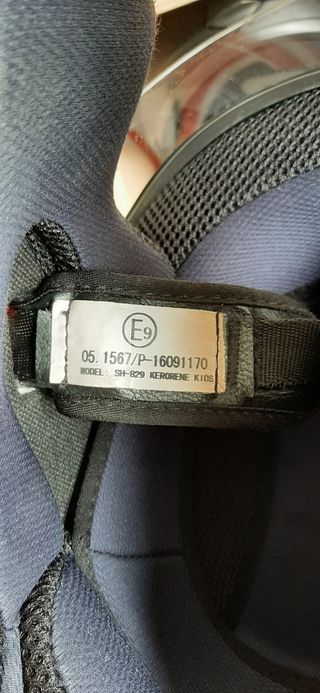 E9
05. 1567/P-16091170
MODEL: SH-829 KERORENE KIDS